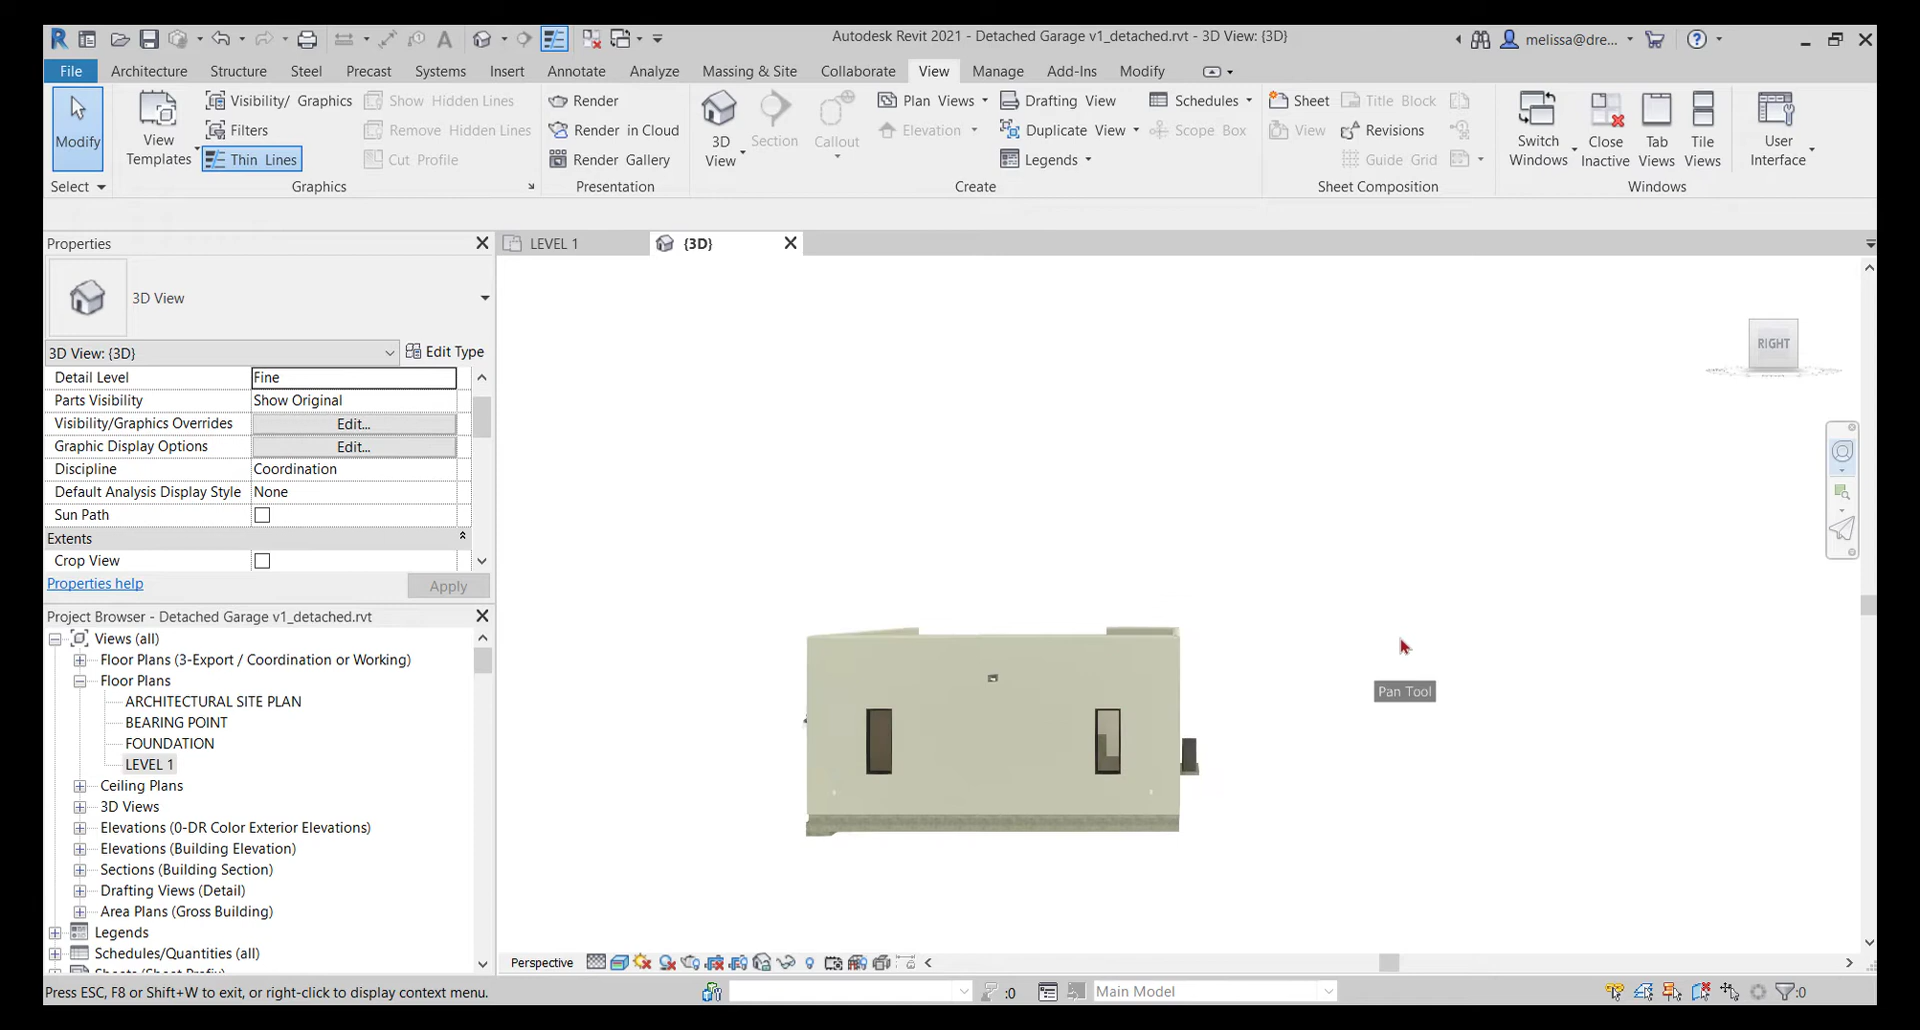 Autodesk Revit 2021 - Detached Garage v1_detached.rvt - 3D View: {3D}
melissa@dre...
File Architecture Structure Steel Precast Systems Insert Annotate Analyze Massing & Site Collaborate View Manage Add-Ins Modify
Modify
Select
View Templates
Visibility/ Graphics
Filters
Thin Lines
Show Hidden Lines
Remove Hidden Lines
Cut Profile
Graphics
Render
Render in Cloud
Render Gallery
Presentation
3D View
Section
Callout
Plan Views
Elevation
Drafting View
Duplicate View
Legends
Schedules
Scope Box
Create
Sheet
View
Title Block
Revisions
Guide Grid
Sheet Composition
Switch Windows
Close Inactive
Tab Views
Tile Views
User Interface
Windows
Properties
3D View
3D View: {3D}
Edit Type
Detail Level Fine
Parts Visibility Show Original
Visibility/Graphics Overrides Edit...
Graphic Display Options Edit...
Discipline Coordination
Default Analysis Display Style None
Sun Path
Extents
Crop View
Properties help
Apply
Project Browser - Detached Garage v1_detached.rvt
Views (all)
Floor Plans (3-Export / Coordination or Working)
Floor Plans
ARCHITECTURAL SITE PLAN
BEARING POINT
FOUNDATION
LEVEL 1
Ceiling Plans
3D Views
Elevations (0-DR Color Exterior Elevations)
Elevations (Building Elevation)
Sections (Building Section)
Drafting Views (Detail)
Area Plans (Gross Building)
Legends
Schedules/Quantities (all)
LEVEL 1
{3D}
RIGHT
Pan Tool
Perspective
Press ESC, F8 or Shift+W to exit, or right-click to display context menu.
:0
Main Model
:0